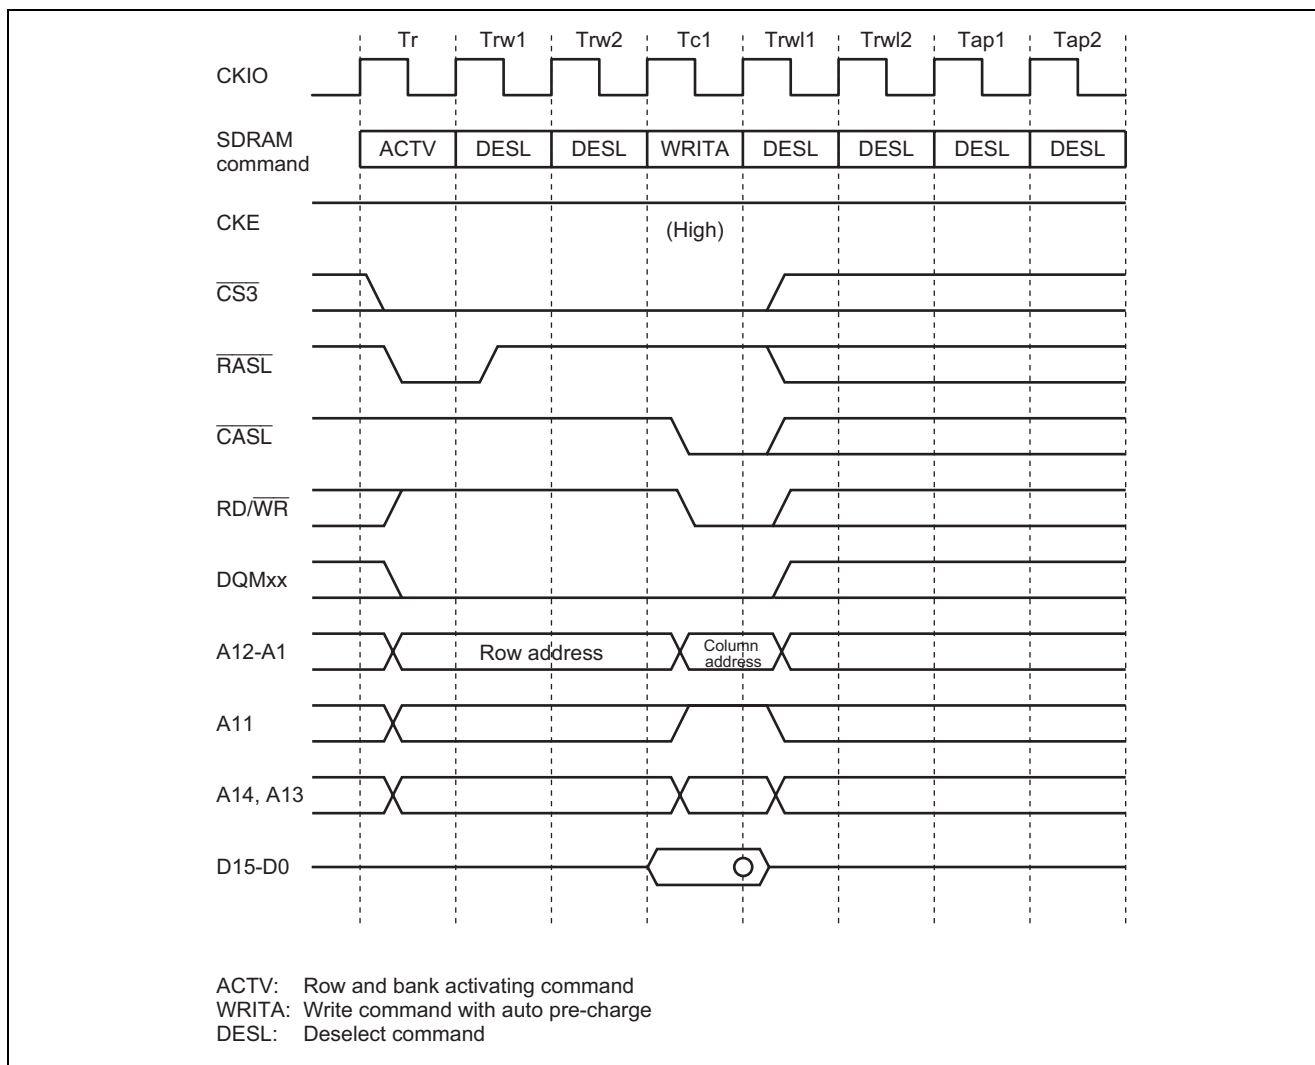 Tr Trw1 Trw2 Tc1 Trwl1 Trwl2 Tap1 Tap2
CKIO
SDRAM
command
ACTV DESL DESL WRITA DESL DESL DESL DESL
CKE
(High)
CS3
RASL
CASL
RD/WR
DQMxx
A12-A1
Row address
Column
address
A11
A14, A13
D15-D0
ACTV: Row and bank activating command
WRITA: Write command with auto pre-charge
DESL: Deselect command